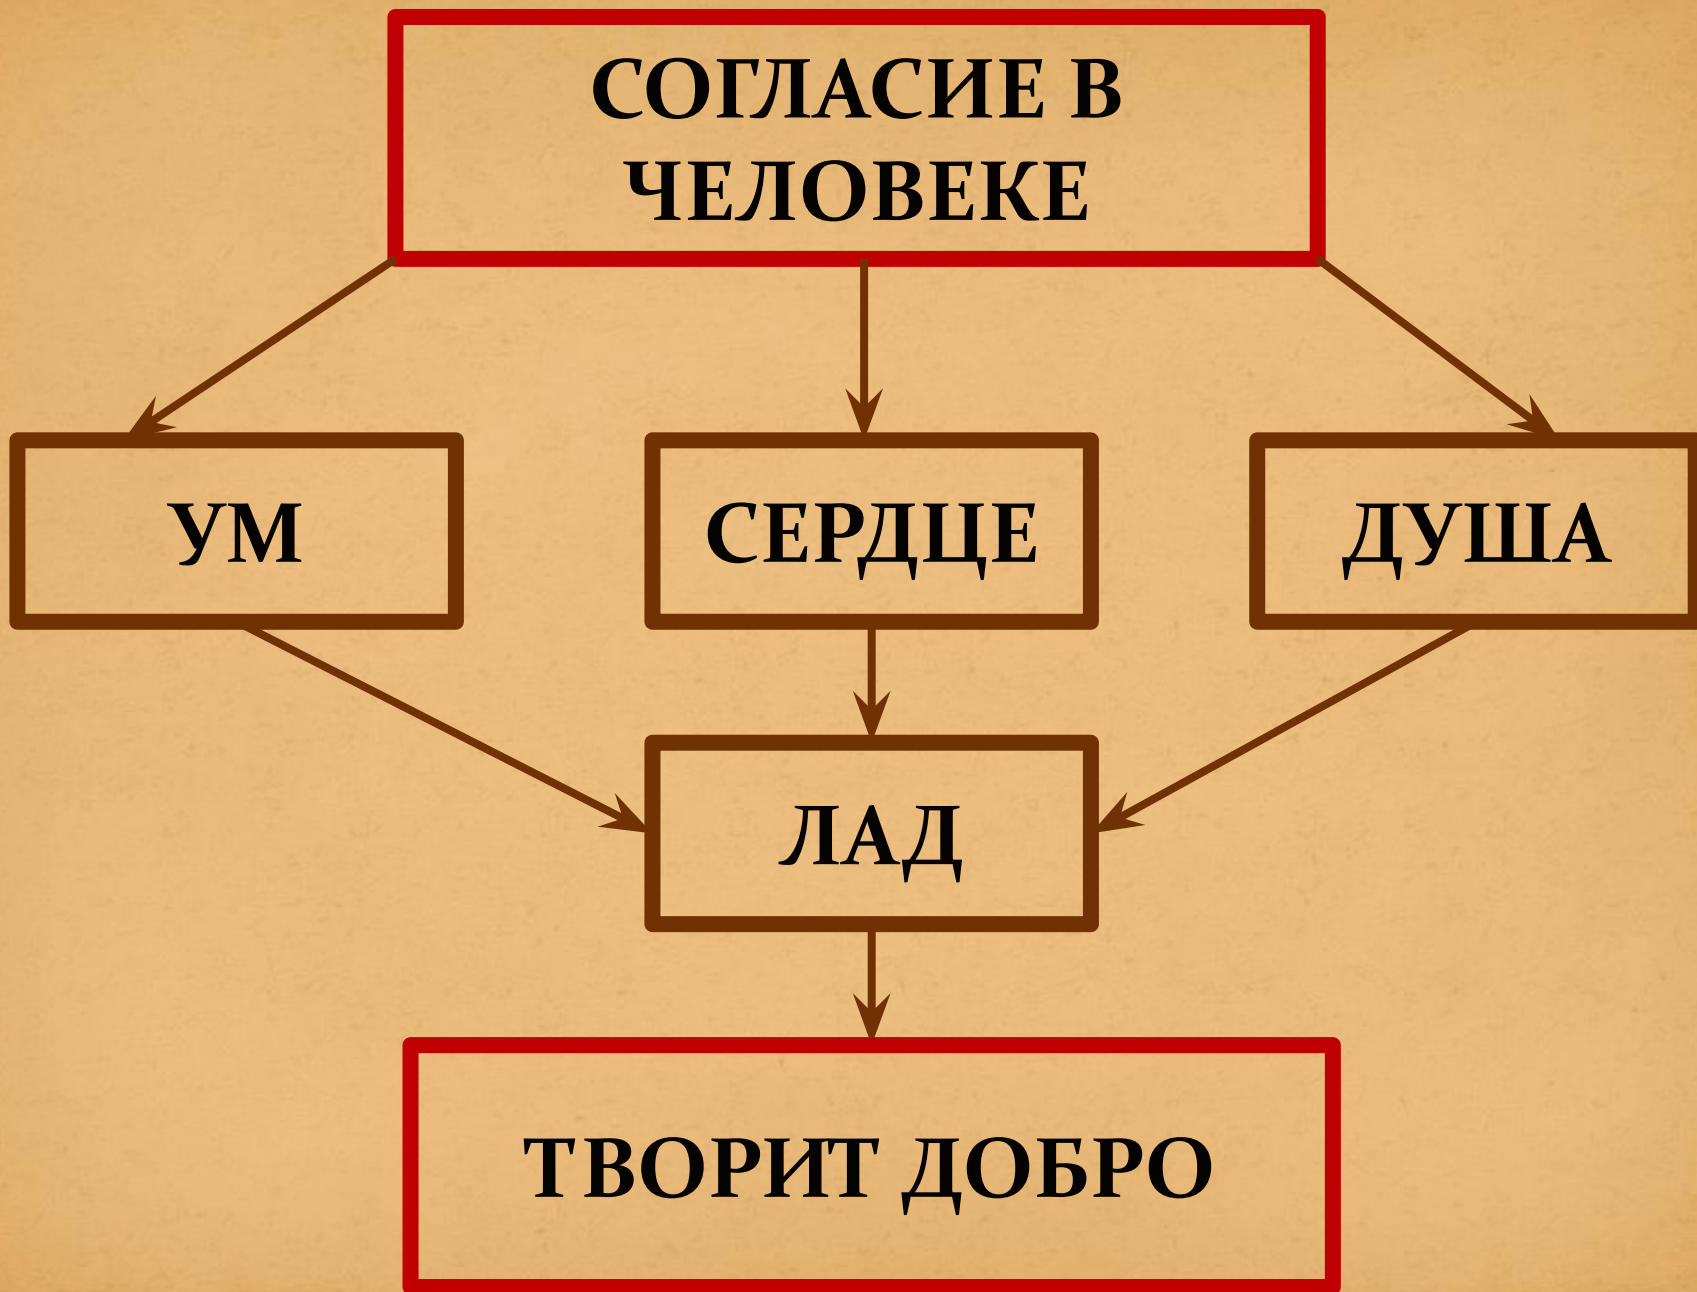 СОГЛАСИЕ В
ЧЕЛОВЕКЕ
УМ
СЕРДЦЕ
ДУША
ЛАД
ТВОРИТ ДОБРО